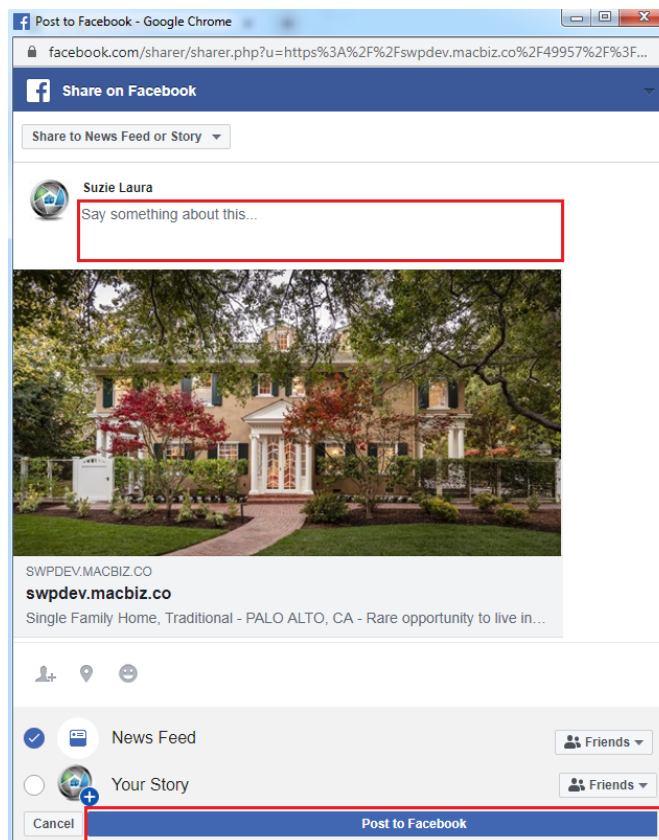 Post to Facebook - Google Chrome
facebook.com/sharer/sharer.php?u=https%3A%2F%2Fswpdev.macbiz.co%2F49957%2F%3F...
Share on Facebook
Share to News Feed or Story
Suzie Laura
Say something about this...
SWPDEV.MACBIZ.CO
swpdev.macbiz.co
Single Family Home, Traditional - PALO ALTO, CA - Rare opportunity to live in...
News Feed
Friends
Your Story
Friends
Cancel
Post to Facebook